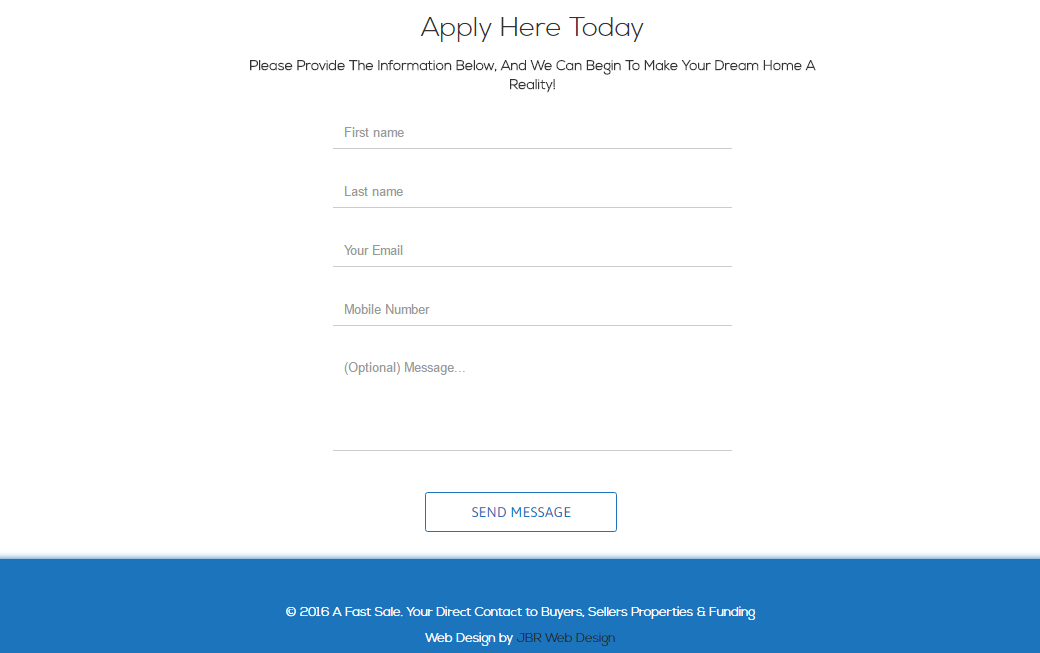 Apply Here Today
Please Provide The Information Below, And We Can Begin To Make Your Dream Home A
Reality!
First name
Last name
Your Email
Mobile Number
(Optional) Message...
SEND MESSAGE
© 2016 A Fast Sale. Your Direct Contact to Buyers, Sellers Properties & Funding
Web Design by JBR Web Design